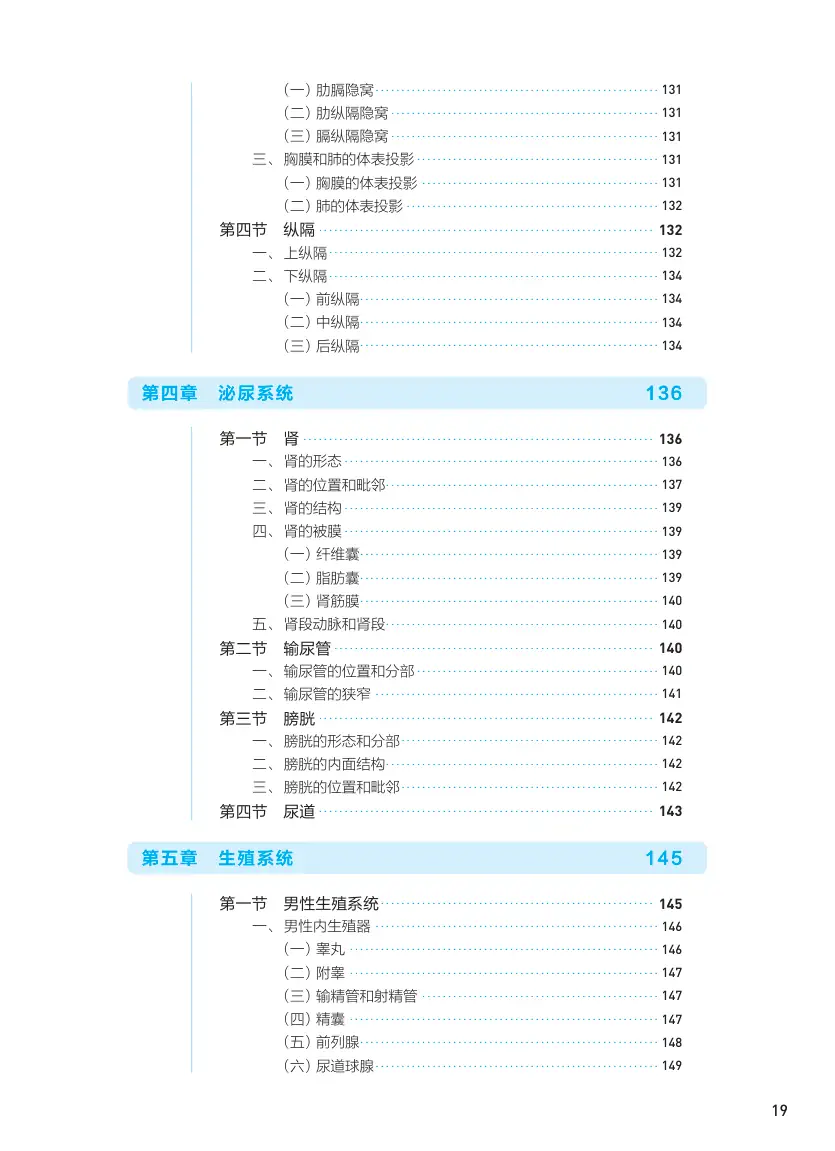 （一）肋膈隐窝 131
（二）肋纵隔隐窝 131
（三）膈纵隔隐窝 131
三、胸膜和肺的体表投影 131
（一）胸膜的体表投影 131
（二）肺的体表投影 132
第四节 纵隔 132
一、上纵隔 132
二、下纵隔 134
（一）前纵隔 134
（二）中纵隔 134
（三）后纵隔 134
第四章 泌尿系统 136
第一节 肾 136
一、肾的形态 136
二、肾的位置和毗邻 137
三、肾的结构 139
四、肾的被膜 139
（一）纤维囊 139
（二）脂肪囊 139
（三）肾筋膜 140
五、肾段动脉和肾段 140
第二节 输尿管 140
一、输尿管的位置和分部 140
二、输尿管的狭窄 141
第三节 膀胱 142
一、膀胱的形态和分部 142
二、膀胱的内面结构 142
三、膀胱的位置和毗邻 142
第四节 尿道 143
第五章 生殖系统 145
第一节 男性生殖系统 145
一、男性内生殖器 146
（一）睾丸 146
（二）附睾 147
（三）输精管和射精管 147
（四）精囊 147
（五）前列腺 148
（六）尿道球腺 149
19